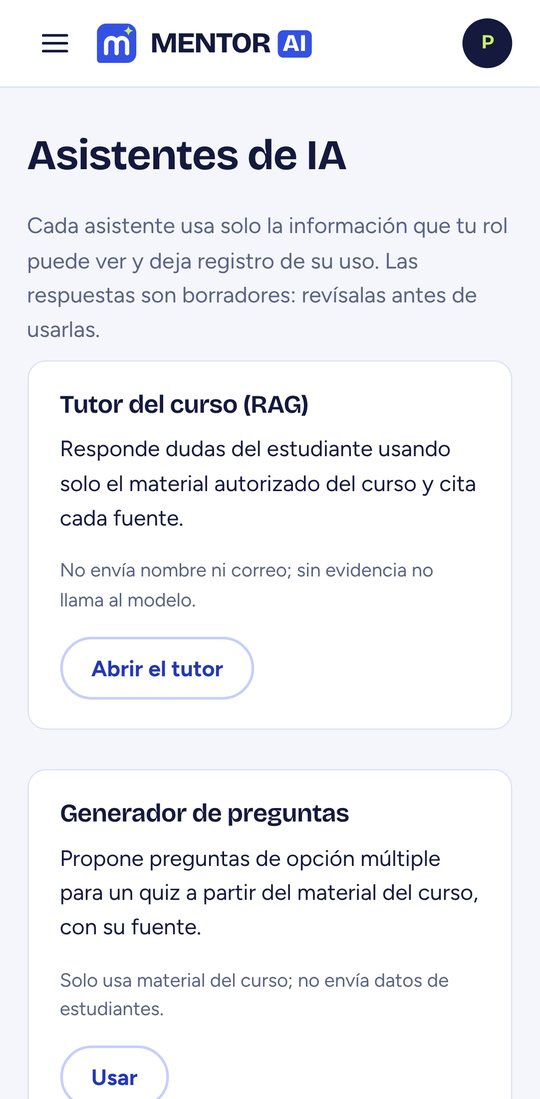 m MENTOR AI P
Asistentes de IA
Cada asistente usa solo la información que tu rol
puede ver y deja registro de su uso. Las
respuestas son borradores: revísalas antes de
usarlas.
Tutor del curso (RAG)
Responde dudas del estudiante usando
solo el material autorizado del curso y cita
cada fuente.
No envía nombre ni correo; sin evidencia no
llama al modelo.
Abrir el tutor
Generador de preguntas
Propone preguntas de opción múltiple
para un quiz a partir del material del curso,
con su fuente.
Solo usa material del curso; no envía datos de
estudiantes.
Usar